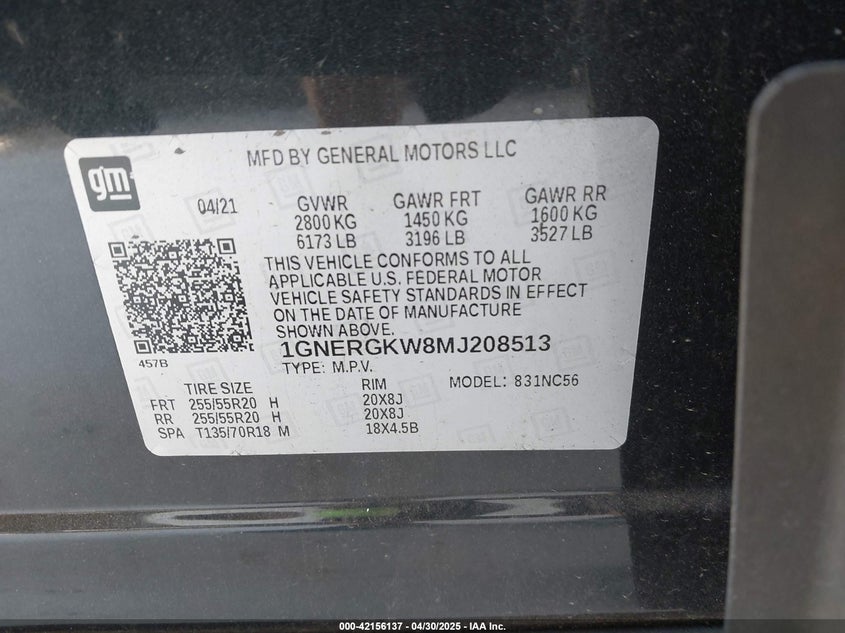 MFD BY GENERAL MOTORS LLC
gm
04/21 GVWR GAWR FRT GAWR RR
2800 KG 1450 KG 1600 KG
6173 LB 3196 LB 3527 LB
THIS VEHICLE CONFORMS TO ALL
APPLICABLE U.S. FEDERAL MOTOR
VEHICLE SAFETY STANDARDS IN EFFECT
ON THE DATE OF MANUFACTURE
SHOWN ABOVE.
1GNERGKW8MJ208513
457B
TYPE: M.P.V.
TIRE SIZE RIM MODEL: 831NC56
FRT 255/55R20 H 20X8J
RR 255/55R20 H 20X8J
SPA T135/70R18 M 18X4.5B
000-42156137 - 04/30/2025 - IAA Inc.